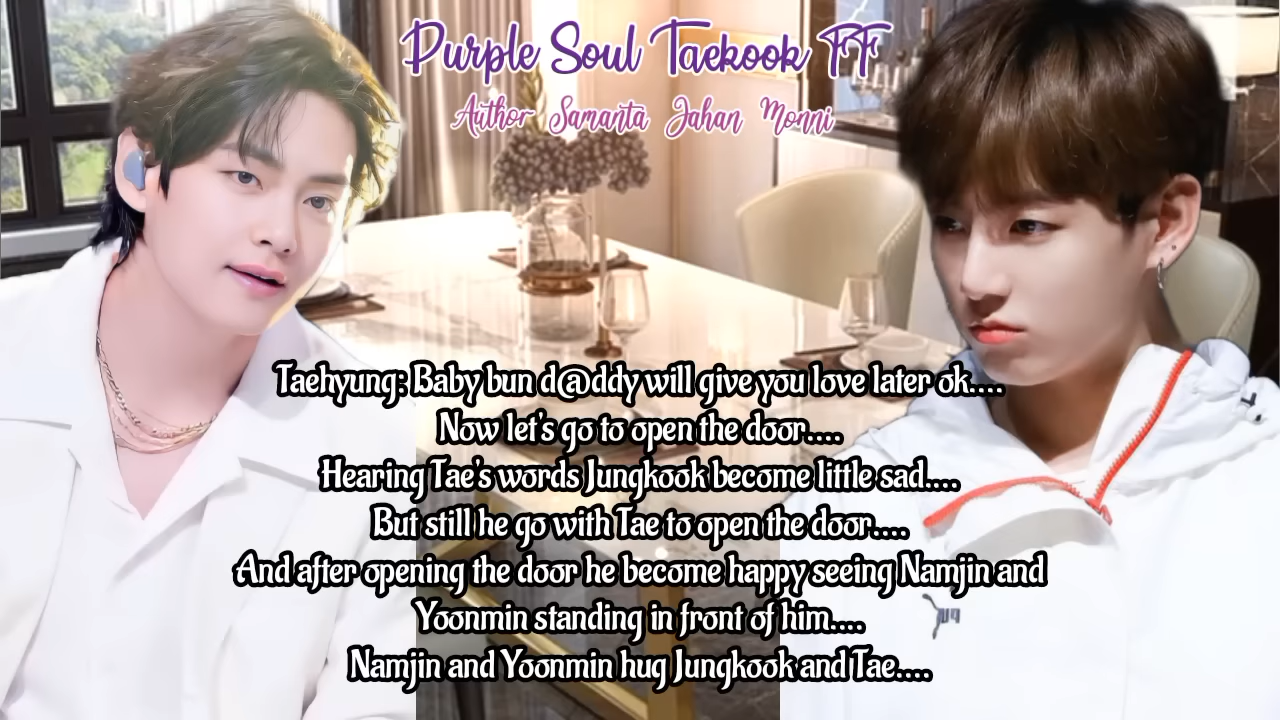 Purple Soul Taekook FF
Author Samanta Jahan Monni
Taehyung: Baby bun d@ddy will give you love later ok....
Now let's go to open the door....
Hearing Tae's words Jungkook become little sad....
But still he go with Tae to open the door....
And after opening the door he become happy seeing Namjin and
Yoonmin standing in front of him....
Namjin and Yoonmin hug Jungkook and Tae....